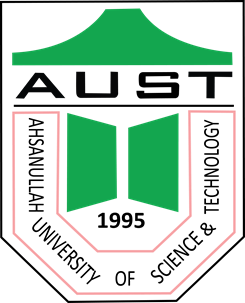 AUST
1995
AHSANULLAH UNIVERSITY OF SCIENCE & TECHNOLOGY